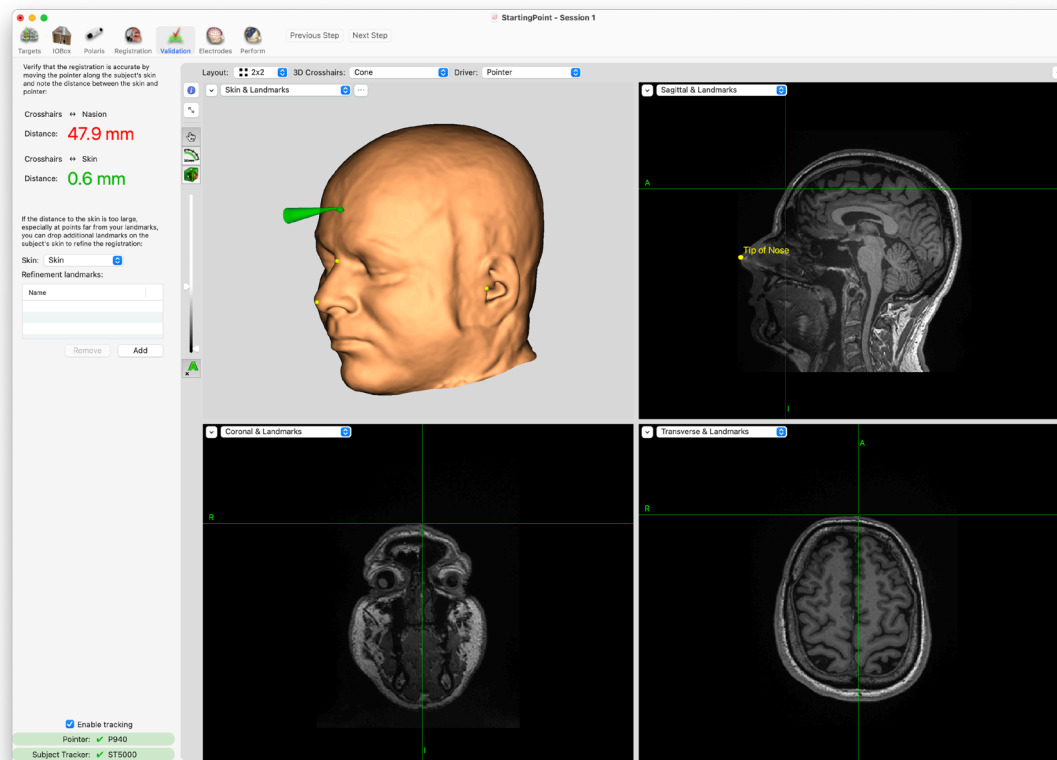 StartingPoint - Session 1
Targets
IOBox
Polaris
Registration
Validation
Electrodes
Perform
Previous Step
Next Step
Verify that the registration is accurate by
moving the pointer along the subject's skin
and note the distance between the skin and
pointer:
Crosshairs ↔ Nasion
Distance: 47.9 mm
Crosshairs ↔ Skin
Distance: 0.6 mm
If the distance to the skin is too large,
especially at points far from your landmarks,
you can drop additional landmarks on the
subject's skin to refine the registration:
Skin: Skin
Refinement landmarks:
Name
Remove
Add
Enable tracking
Pointer: ✔ P940
Subject Tracker: ✔ ST5000
Layout: 2x2 3D Crosshairs: Cone Driver: Pointer
Skin & Landmarks
Sagittal & Landmarks
A
Tip of Nose
I
Coronal & Landmarks
R
I
Transverse & Landmarks
A
R